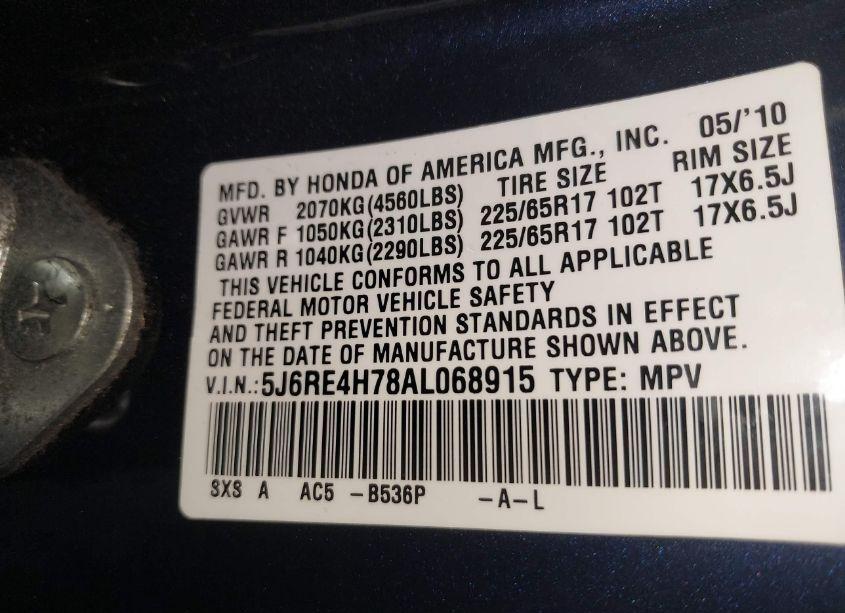 MFD. BY HONDA OF AMERICA MFG., INC. 05/'10
GVWR 2070KG(4560LBS) TIRE SIZE RIM SIZE
GAWR F 1050KG(2310LBS) 225/65R17 102T 17X6.5J
GAWR R 1040KG(2290LBS) 225/65R17 102T 17X6.5J
THIS VEHICLE CONFORMS TO ALL APPLICABLE
FEDERAL MOTOR VEHICLE SAFETY
AND THEFT PREVENTION STANDARDS IN EFFECT
ON THE DATE OF MANUFACTURE SHOWN ABOVE.
V.I.N.:5J6RE4H78AL068915 TYPE: MPV
SXS A AC5 -B536P -A-L